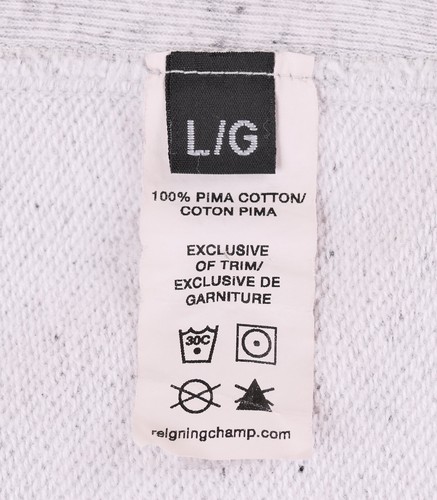 L/G
100% PIMA COTTON/
COTON PIMA
EXCLUSIVE
OF TRIM/
EXCLUSIVE DE
GARNITURE
30C
reigningchamp.com